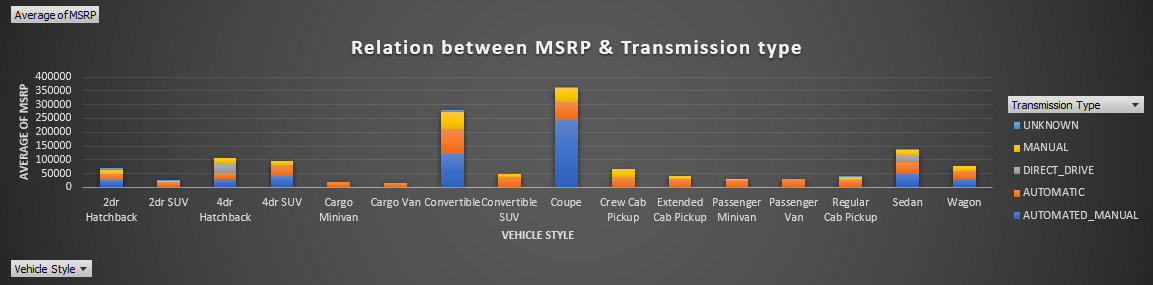 Average of MSRP
Relation between MSRP & Transmission type
AVERAGE OF MSRP
400000
350000
300000
250000
200000
150000
100000
50000
0
2dr
Hatchback
2dr SUV
4dr
Hatchback
4dr SUV
Cargo
Minivan
Cargo Van
Convertible
Convertible
SUV
Coupe
Crew Cab
Pickup
Extended
Cab Pickup
Passenger
Minivan
Passenger
Van
Regular
Cab Pickup
Sedan
Wagon
VEHICLE STYLE
Transmission Type
UNKNOWN
MANUAL
DIRECT_DRIVE
AUTOMATIC
AUTOMATED_MANUAL
Vehicle Style